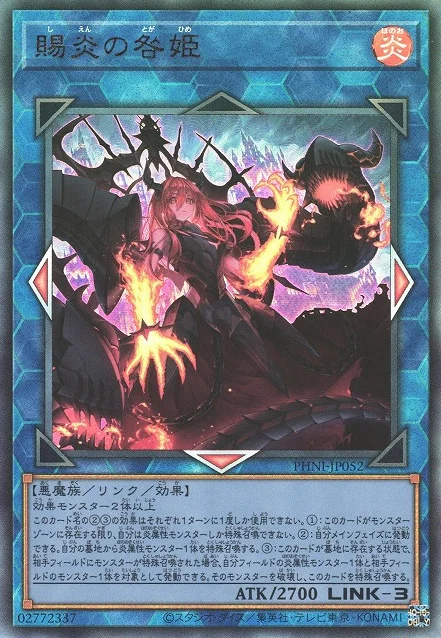 賜炎の咎姫
しえん とがひめ
ほのお
炎
PHNI-JP052
【悪魔族/リンク/効果】
効果モンスター2体以上
このカード名の②③の効果はそれぞれ1ターンに1度しか使用できない。①:このカードがモンスター
ゾーンに存在する限り、自分は炎属性モンスターしか特殊召喚できない。②:自分メインフェイズに発動できる。
自分の墓地から炎属性モンスター1体を特殊召喚する。③:このカードが墓地に存在する状態で、
相手フィールドにモンスターが特殊召喚された場合、自分フィールドの炎属性モンスター1体と相手フィー
ルドのモンスター1体を対象として発動できる。そのモンスターを破壊し、このカードを特殊召喚する。
ATK/2700 LINK-3
02772337
©スタジオ・ダイス/集英社・テレビ東京・KONAMI